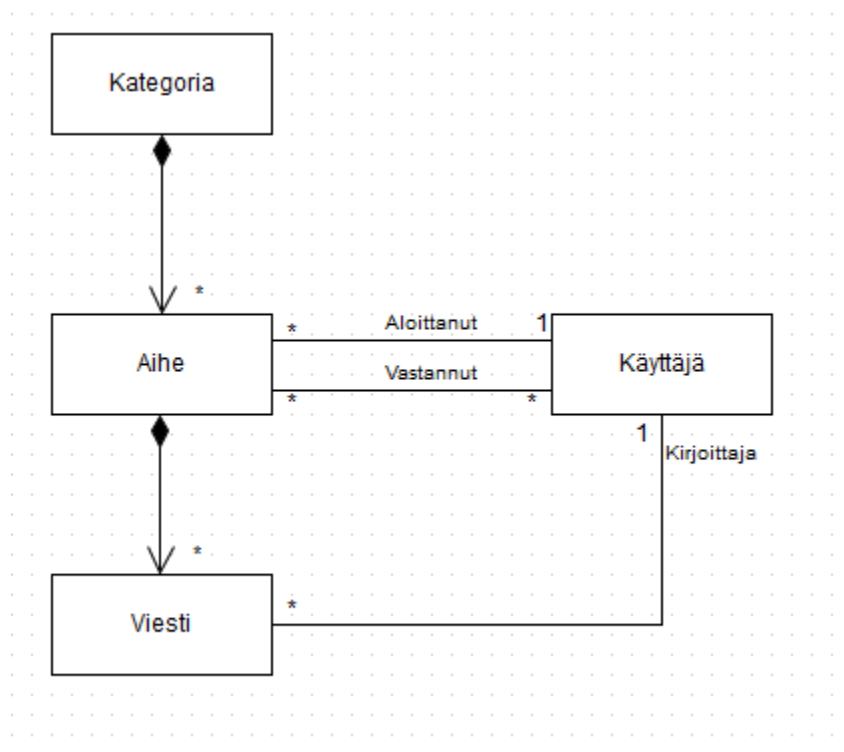 Kategoria
*
* Aloittanut 1
Aihe
Käyttäjä
Vastannut
* *
1
Kirjoittaja
*
*
Viesti